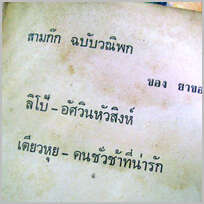 สามก๊ก ฉบับวณิพก
ของ ยาขอ
ลิโป้ – อัศวินหัวสิงห์
เตียวหุย – คนชั่วช้าที่น่ารัก